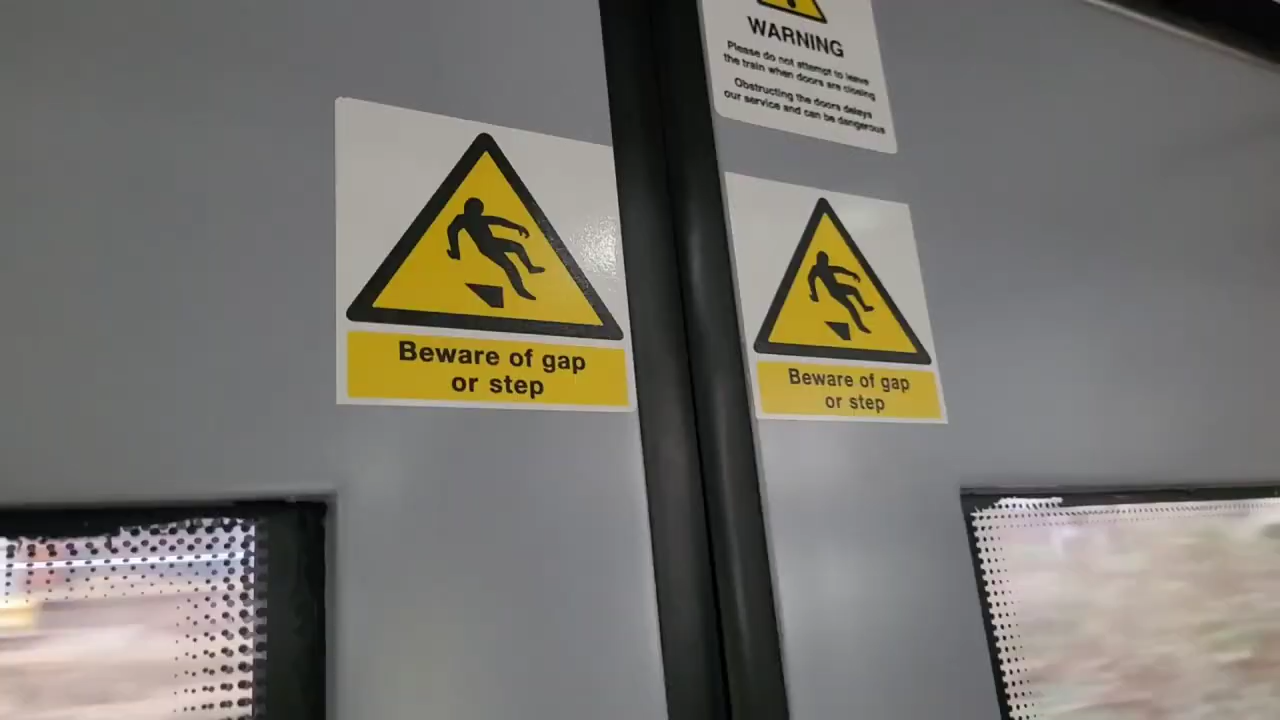 WARNING
Please do not attempt to leave
the train when doors are closing
Obstructing the doors delays
our service and can be dangerous
Beware of gap
or step
Beware of gap
or step